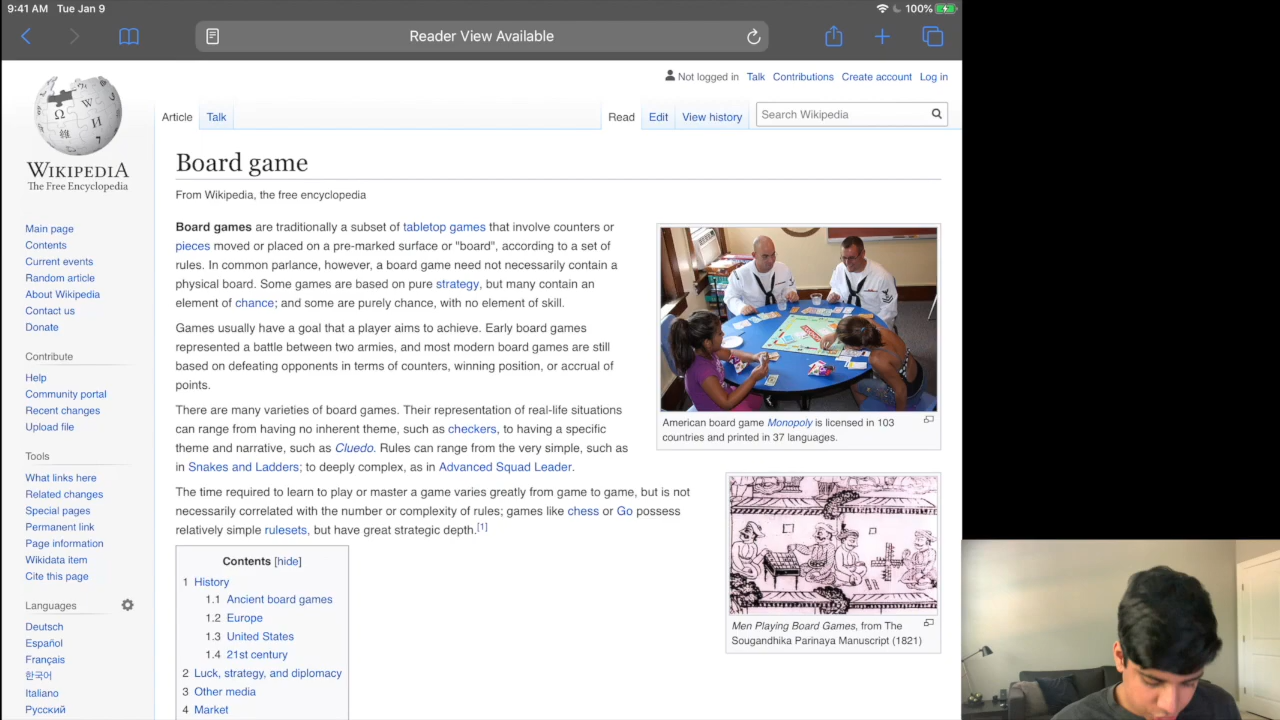 9:41 AM Tue Jan 9
100%
Reader View Available
Not logged in Talk Contributions Create account Log in
Article Talk
Read Edit View history
Search Wikipedia
WIKIPEDIA
The Free Encyclopedia
Main page
Contents
Current events
Random article
About Wikipedia
Contact us
Donate
Contribute
Help
Community portal
Recent changes
Upload file
Tools
What links here
Related changes
Special pages
Permanent link
Page information
Wikidata item
Cite this page
Languages
Deutsch
Español
Français
한국어
Italiano
Русский
Board game
From Wikipedia, the free encyclopedia
Board games are traditionally a subset of tabletop games that involve counters or
pieces moved or placed on a pre-marked surface or "board", according to a set of
rules. In common parlance, however, a board game need not necessarily contain a
physical board. Some games are based on pure strategy, but many contain an
element of chance; and some are purely chance, with no element of skill.
Games usually have a goal that a player aims to achieve. Early board games
represented a battle between two armies, and most modern board games are still
based on defeating opponents in terms of counters, winning position, or accrual of
points.
There are many varieties of board games. Their representation of real-life situations
can range from having no inherent theme, such as checkers, to having a specific
theme and narrative, such as Cluedo. Rules can range from the very simple, such as
in Snakes and Ladders; to deeply complex, as in Advanced Squad Leader.
The time required to learn to play or master a game varies greatly from game to game, but is not
necessarily correlated with the number or complexity of rules; games like chess or Go possess
relatively simple rulesets, but have great strategic depth.[1]
Contents [hide]
1 History
1.1 Ancient board games
1.2 Europe
1.3 United States
1.4 21st century
2 Luck, strategy, and diplomacy
3 Other media
4 Market
American board game Monopoly is licensed in 103
countries and printed in 37 languages.
Men Playing Board Games, from The
Sougandhika Parinaya Manuscript (1821)